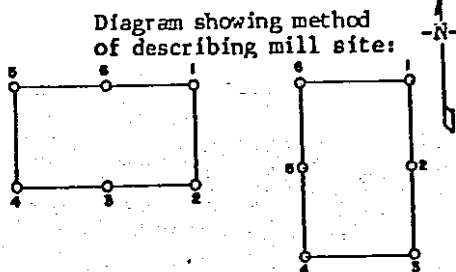 Diagram showing method
of describing mill site:
-N-
5 6 1
4 3 2
6 1
5 2
4 3